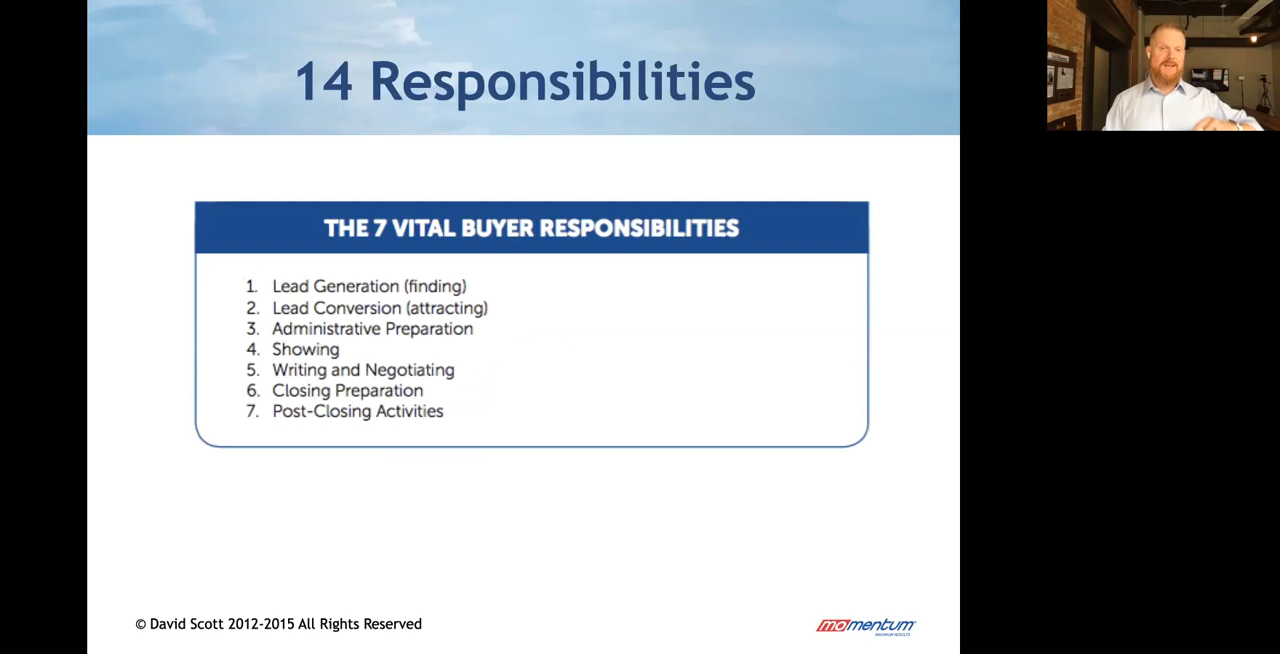 14 Responsibilities
THE 7 VITAL BUYER RESPONSIBILITIES
1. Lead Generation (finding)
2. Lead Conversion (attracting)
3. Administrative Preparation
4. Showing
5. Writing and Negotiating
6. Closing Preparation
7. Post-Closing Activities
© David Scott 2012-2015 All Rights Reserved
momentum
MAXIMUM RESULTS